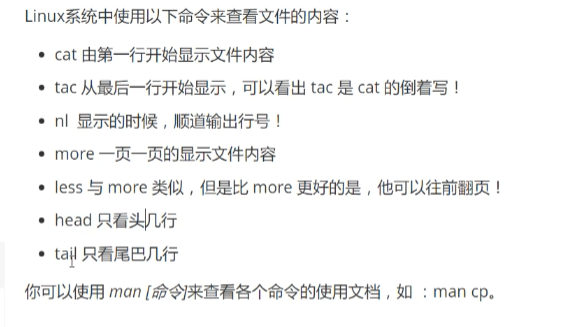 Linux系统中使用以下命令来查看文件的内容：
• cat 由第一行开始显示文件内容
• tac 从最后一行开始显示，可以看出 tac 是 cat 的倒着写！
• nl 显示的时候，顺道输出行号！
• more 一页一页的显示文件内容
• less 与 more 类似，但是比 more 更好的是，他可以往前翻页！
• head 只看头几行
• tail 只看尾巴几行
你可以使用 man [命令]来查看各个命令的使用文档，如 ：man cp。